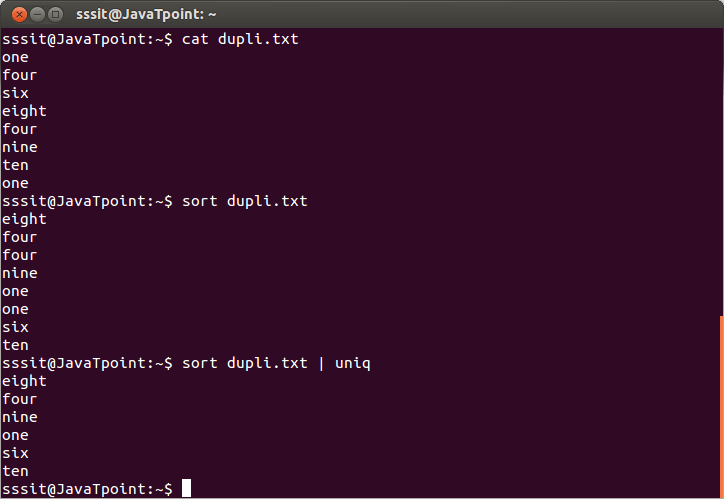 sssit@JavaTpoint: ~
sssit@JavaTpoint:~$ cat dupli.txt
one
four
six
eight
four
nine
ten
one
sssit@JavaTpoint:~$ sort dupli.txt
eight
four
four
nine
one
one
six
ten
sssit@JavaTpoint:~$ sort dupli.txt | uniq
eight
four
nine
one
six
ten
sssit@JavaTpoint:~$